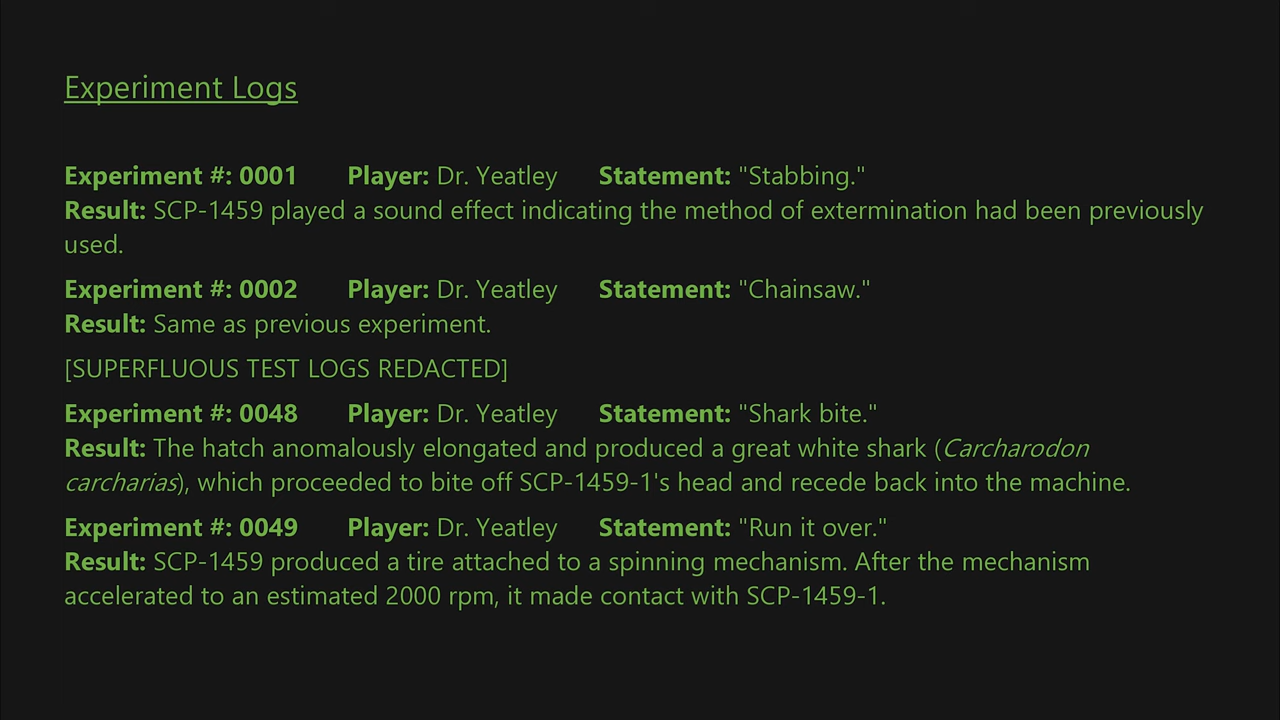 Experiment Logs
Experiment #: 0001 Player: Dr. Yeatley Statement: "Stabbing."
Result: SCP-1459 played a sound effect indicating the method of extermination had been previously
used.
Experiment #: 0002 Player: Dr. Yeatley Statement: "Chainsaw."
Result: Same as previous experiment.
[SUPERFLUOUS TEST LOGS REDACTED]
Experiment #: 0048 Player: Dr. Yeatley Statement: "Shark bite."
Result: The hatch anomalously elongated and produced a great white shark (Carcharodon
carcharias), which proceeded to bite off SCP-1459-1's head and recede back into the machine.
Experiment #: 0049 Player: Dr. Yeatley Statement: "Run it over."
Result: SCP-1459 produced a tire attached to a spinning mechanism. After the mechanism
accelerated to an estimated 2000 rpm, it made contact with SCP-1459-1.